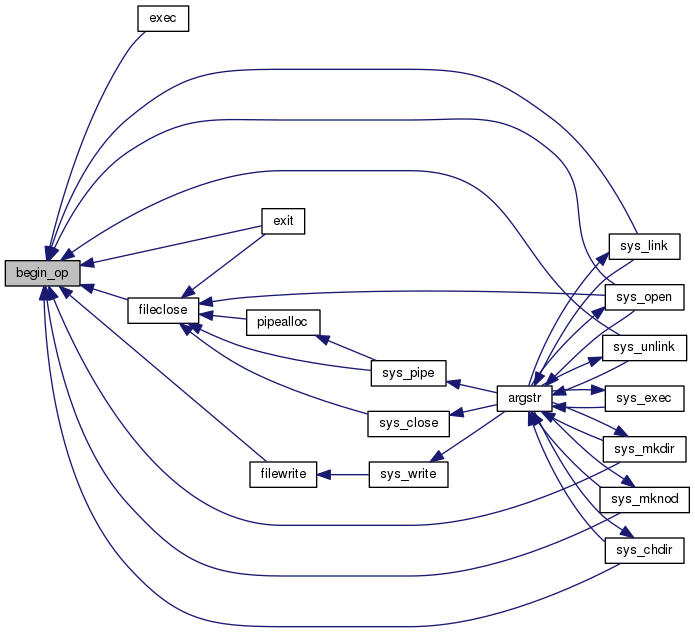 exec
exit
sys_link
begin_op
fileclose
sys_open
pipealloc
sys_unlink
sys_pipe
argstr
sys_exec
sys_close
sys_mkdir
filewrite
sys_write
sys_mknod
sys_chdir